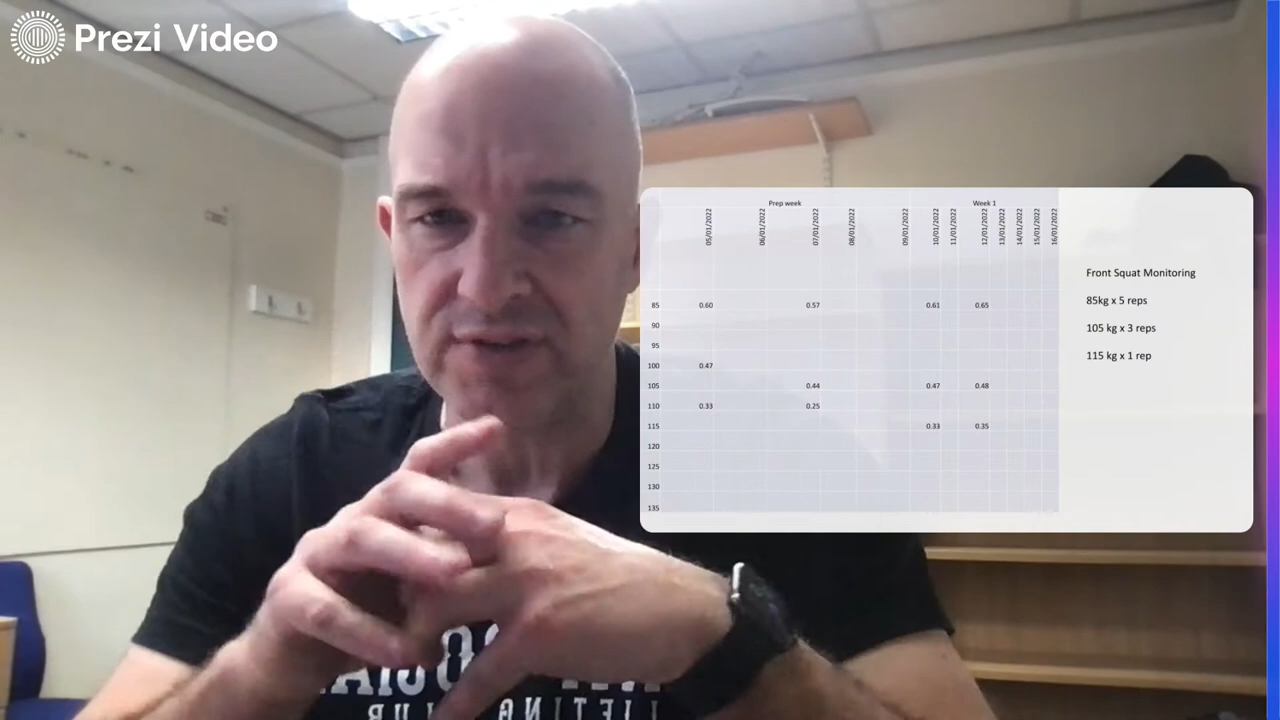 Prezi Video
Prep week Week 1
05/01/2022 06/01/2022 07/01/2022 08/01/2022 09/01/2022 10/01/2022 11/01/2022 12/01/2022 13/01/2022 14/01/2022 15/01/2022 16/01/2022
85 0.60 0.57 0.61 0.65
90
95
100 0.47
105 0.44 0.47 0.48
110 0.33 0.25
115 0.33 0.35
120
125
130
135
Front Squat Monitoring
85kg x 5 reps
105 kg x 3 reps
115 kg x 1 rep
LIFTING